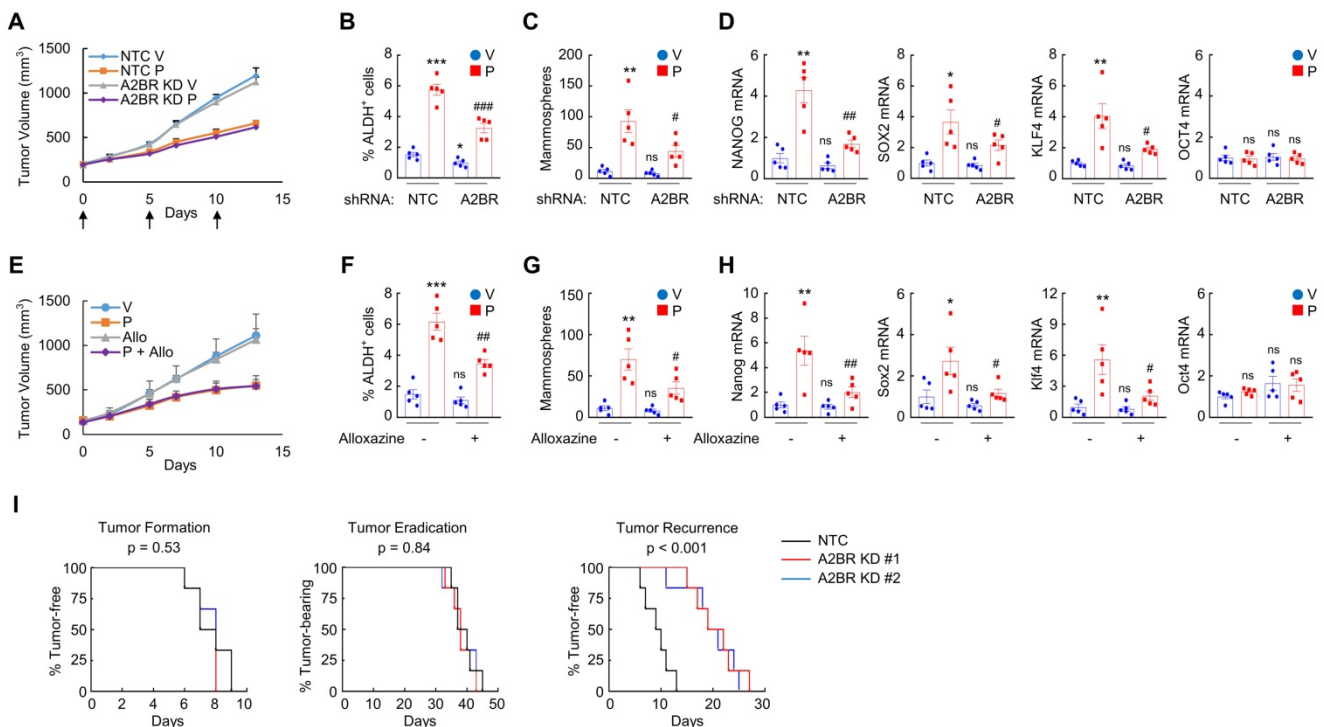 A
Tumor Volume (mm3)
1500
1000
500
0
NTC V
NTC P
A2BR KD V
A2BR KD P
0
5
10
15
Days
B
% ALDH+ cells
8
6
4
2
0
***
*
###
V
P
shRNA:
NTC
A2BR
C
Mammospheres
200
150
100
50
0
**
ns
#
V
P
shRNA:
NTC
A2BR
D
NANOG mRNA
6
4
2
0
**
ns
##
shRNA:
NTC
A2BR
SOX2 mRNA
8
6
4
2
0
*
ns
#
NTC
A2BR
KLF4 mRNA
8
6
4
2
0
**
ns
#
NTC
A2BR
OCT4 mRNA
4
3
2
1
0
ns
ns
ns
V
P
NTC
A2BR
E
Tumor Volume (mm3)
1500
1000
500
0
V
P
Allo
P + Allo
0
5
10
15
Days
F
% ALDH+ cells
8
6
4
2
0
***
ns
##
V
P
Alloxazine
-
+
G
Mammospheres
150
100
50
0
**
ns
#
V
P
Alloxazine
-
+
H
Nanog mRNA
10
8
6
4
2
0
**
ns
##
Alloxazine
-
+
Sox2 mRNA
6
4
2
0
*
ns
#
-
+
Klf4 mRNA
12
9
6
3
0
**
ns
#
-
+
Oct4 mRNA
4
3
2
1
0
ns
ns
ns
V
P
-
+
I
Tumor Formation
p = 0.53
% Tumor-free
100
75
50
25
0
0
2
4
6
8
10
Days
Tumor Eradication
p = 0.84
% Tumor-bearing
100
75
50
25
0
0
10
20
30
40
50
Days
Tumor Recurrence
p < 0.001
% Tumor-free
100
75
50
25
0
0
10
20
30
Days
NTC
A2BR KD #1
A2BR KD #2